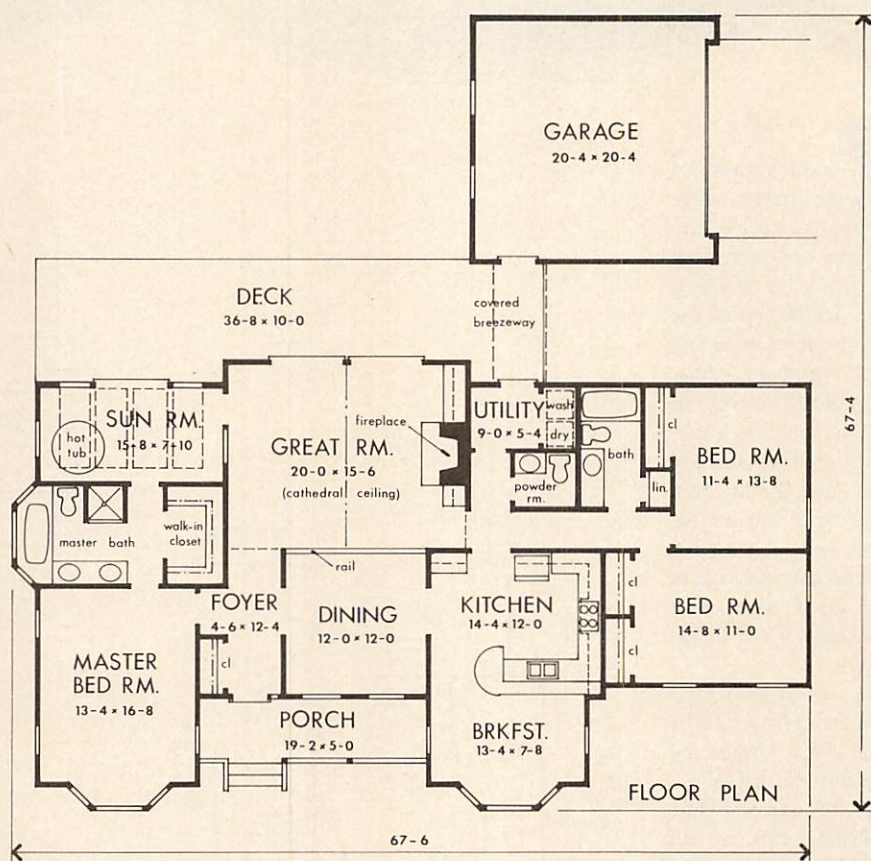 GARAGE
20-4 × 20-4
67-4
DECK
36-8 × 10-0
covered
breezeway
SUN RM.
15-8 × 7-10
hot
tub
fireplace
GREAT RM.
20-0 × 15-6
(cathedral ceiling)
UTILITY
9-0 × 5-4
wash
dry
bath
cl
BED RM.
11-4 × 13-8
powder
rm.
lin.
master bath
walk-in
closet
rail
FOYER
4-6 × 12-4
cl
DINING
12-0 × 12-0
KITCHEN
14-4 × 12-0
cl
cl
BED RM.
14-8 × 11-0
MASTER
BED RM.
13-4 × 16-8
PORCH
19-2 × 5-0
BRKFST.
13-4 × 7-8
FLOOR PLAN
67-6